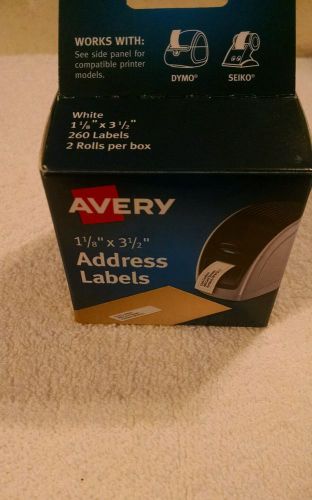 WORKS WITH:
See side panel for
compatible printer
models.
DYMO®
SEIKO®
White
1 1/8" x 3 1/2"
260 Labels
2 Rolls per box
AVERY
1 1/8" x 3 1/2"
Address
Labels